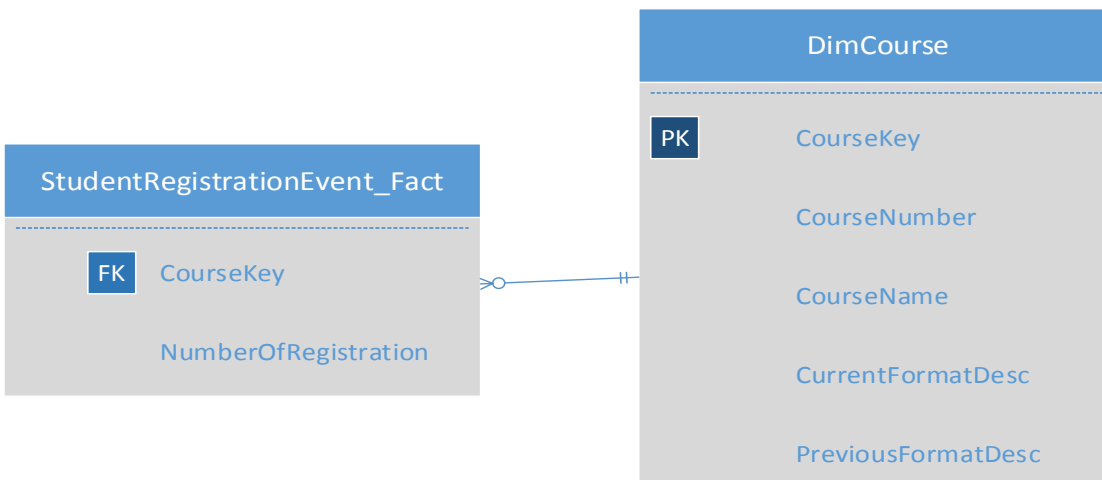 StudentRegistrationEvent_Fact
FK CourseKey
NumberOfRegistration
DimCourse
PK CourseKey
CourseNumber
CourseName
CurrentFormatDesc
PreviousFormatDesc